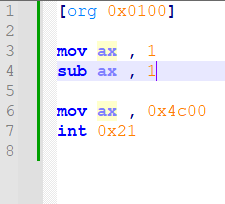 1 [org 0x0100]
2
3 mov ax , 1
4 sub ax , 1
5
6 mov ax , 0x4c00
7 int 0x21
8